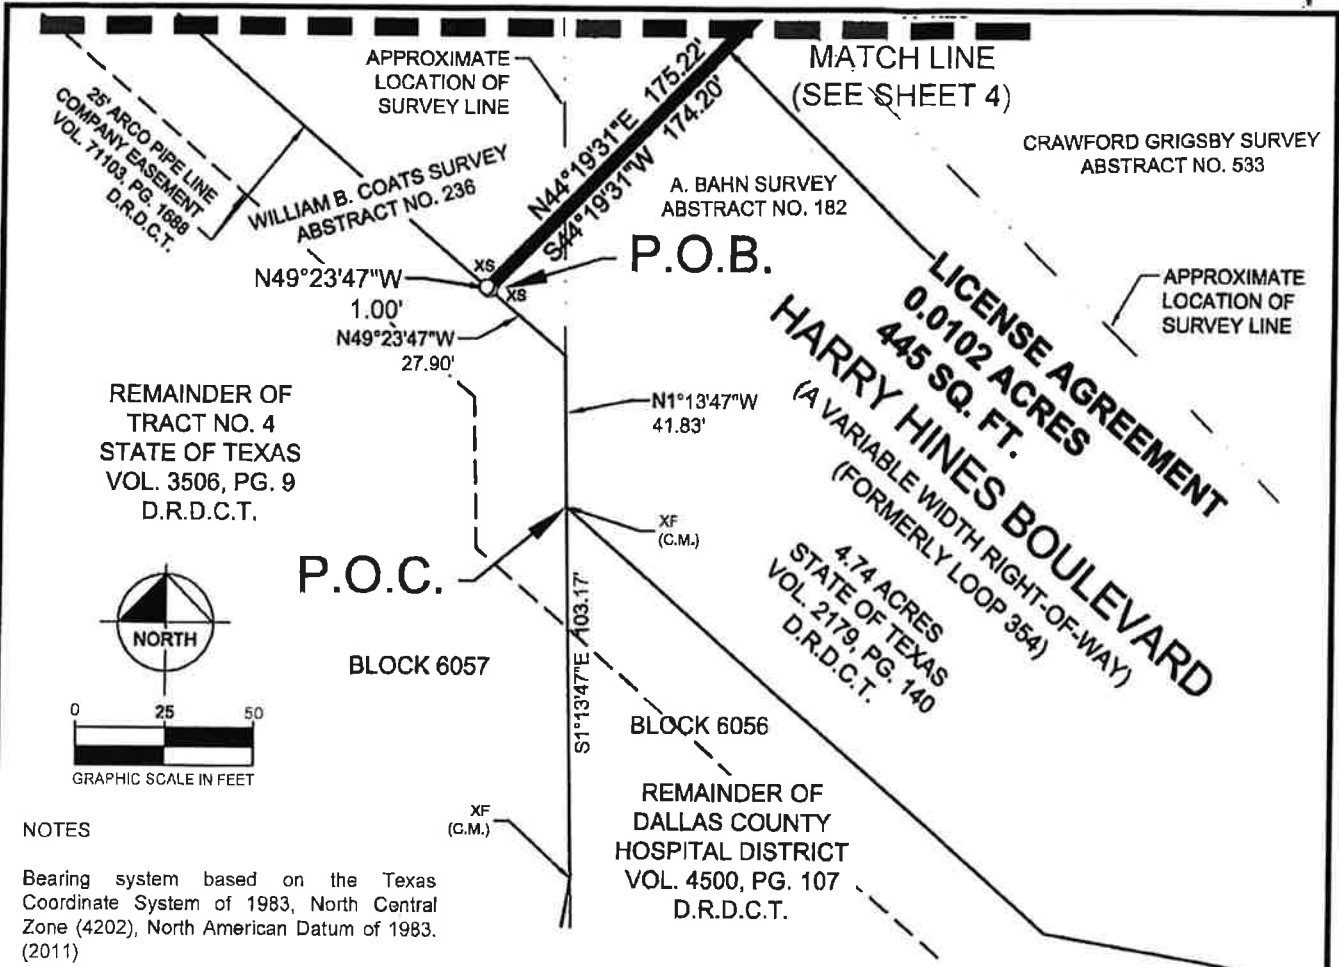 APPROXIMATE
LOCATION OF
SURVEY LINE
MATCH LINE
(SEE SHEET 4)
25' ARCO PIPE LINE
COMPANY EASEMENT
VOL. 71103, PG. 1688
D.R.D.C.T.
WILLIAM B. COATS SURVEY
ABSTRACT NO. 236
N44°19'31"E 175.22'
S44°19'31"W 174.20'
CRAWFORD GRIGSBY SURVEY
ABSTRACT NO. 533
A. BAHN SURVEY
ABSTRACT NO. 182
P.O.B.
XS
XS
N49°23'47"W
1.00'
N49°23'47"W
27.90'
APPROXIMATE
LOCATION OF
SURVEY LINE
LICENSE AGREEMENT
0.0102 ACRES
445 SQ. FT.
HARRY HINES BOULEVARD
(A VARIABLE WIDTH RIGHT-OF-WAY)
(FORMERLY LOOP 354)
4.74 ACRES
STATE OF TEXAS
VOL. 2179, PG. 140
D.R.D.C.T.
REMAINDER OF
TRACT NO. 4
STATE OF TEXAS
VOL. 3506, PG. 9
D.R.D.C.T.
N1°13'47"W
41.83'
XF
(C.M.)
P.O.C.
NORTH
BLOCK 6057
S1°13'47"E 103.17'
0 25 50
GRAPHIC SCALE IN FEET
BLOCK 6056
REMAINDER OF
DALLAS COUNTY
HOSPITAL DISTRICT
VOL. 4500, PG. 107
D.R.D.C.T.
XF
(C.M.)
NOTES
Bearing system based on the Texas
Coordinate System of 1983, North Central
Zone (4202), North American Datum of 1983.
(2011)